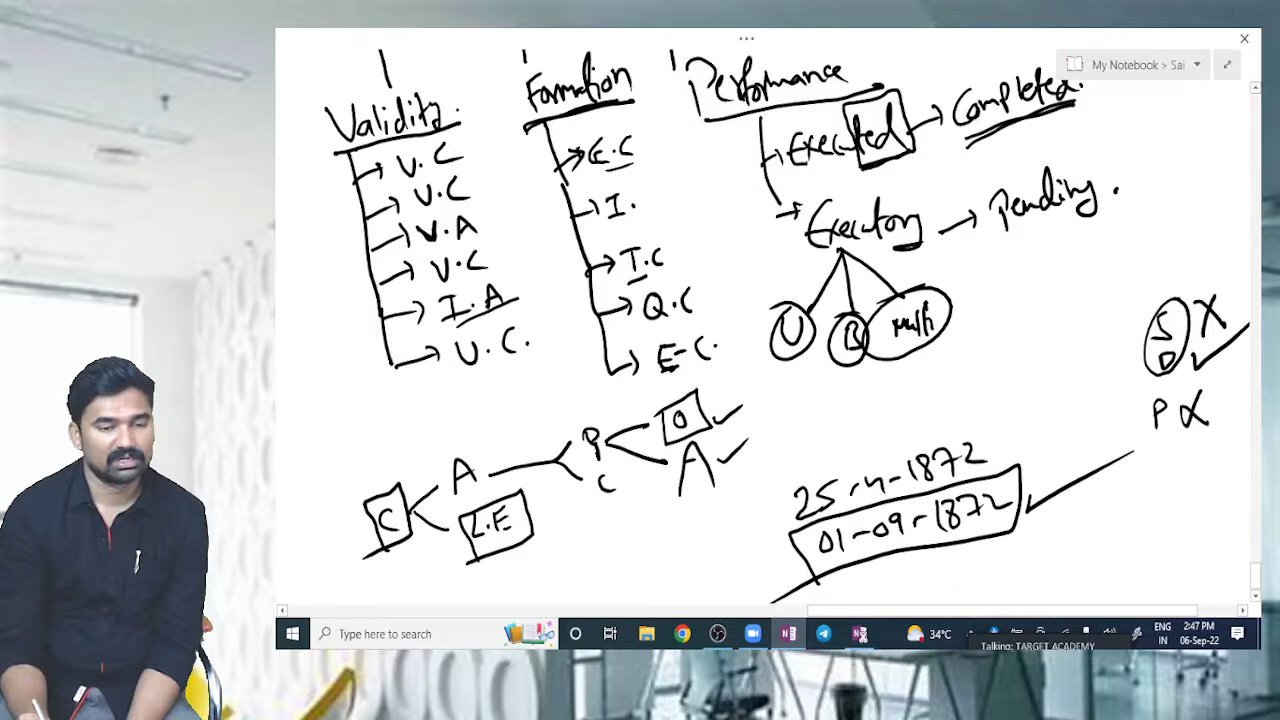 My Notebook > Sai
Validity.
V.C
V.C
V.A
V.C
I.A
U.C.
Formation
E.C
I.
I.C
Q.C
E-C.
Performance
Executed → Completed.
Executory → Pending.
U
B
Multi
S X
D
P X
C
A
L.E
P
C
O
A
25-4-1872
01-09-1872
Type here to search
34°C
ENG
IN
2:47 PM
06-Sep-22
Talking: TARGET ACADEMY